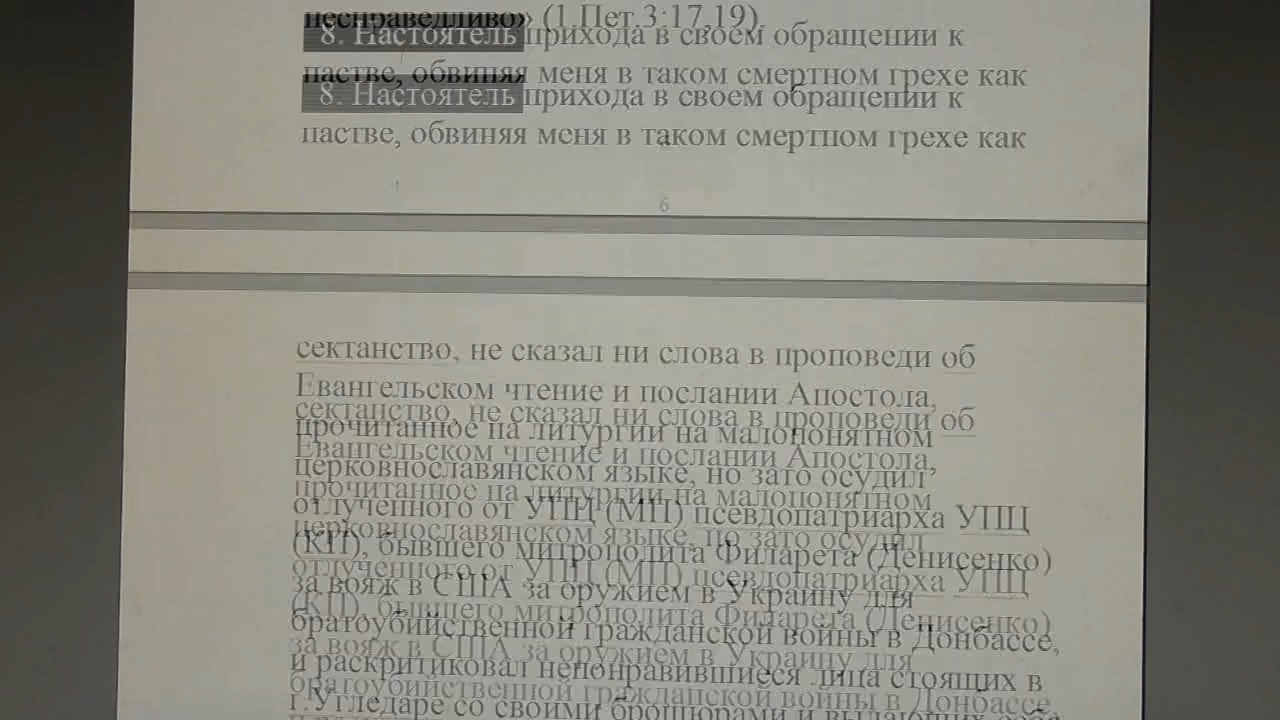 несправедливо» (1.Пет.3:17,19).
8. Настоятель прихода в своем обращении к
пастве, обвиняя меня в таком смертном грехе как
8. Настоятель прихода в своем обращении к
пастве, обвиняя меня в таком смертном грехе как
6
сектанство, не сказал ни слова в проповеди об
Евангельском чтение и послании Апостола,
сектанство, не сказал ни слова в проповеди об
прочитанное на литургии на малопонятном
Евангельском чтение и послании Апостола,
церковнославянском языке, но зато осудил
прочитанное на литургии на малопонятном
отлученного от УПЦ (МП) псевдопатриарха УПЦ
церковнославянском языке, но зато осудил
(КП), бывшего митрополита Филарета (Денисенко)
отлученного от УПЦ (МП) псевдопатриарха УПЦ
за вояж в США за оружием в Украину для
(КП), бывшего митрополита Филарета (Денисенко)
братоубийственной гражданской войны в Донбассе,
за вояж в США за оружием в Украину для
и раскритиковал непонравившиеся лица стоящих в
братоубийственной гражданской войны в Донбассе,
г.Угледаре со своими брошюрами и выдающих себя